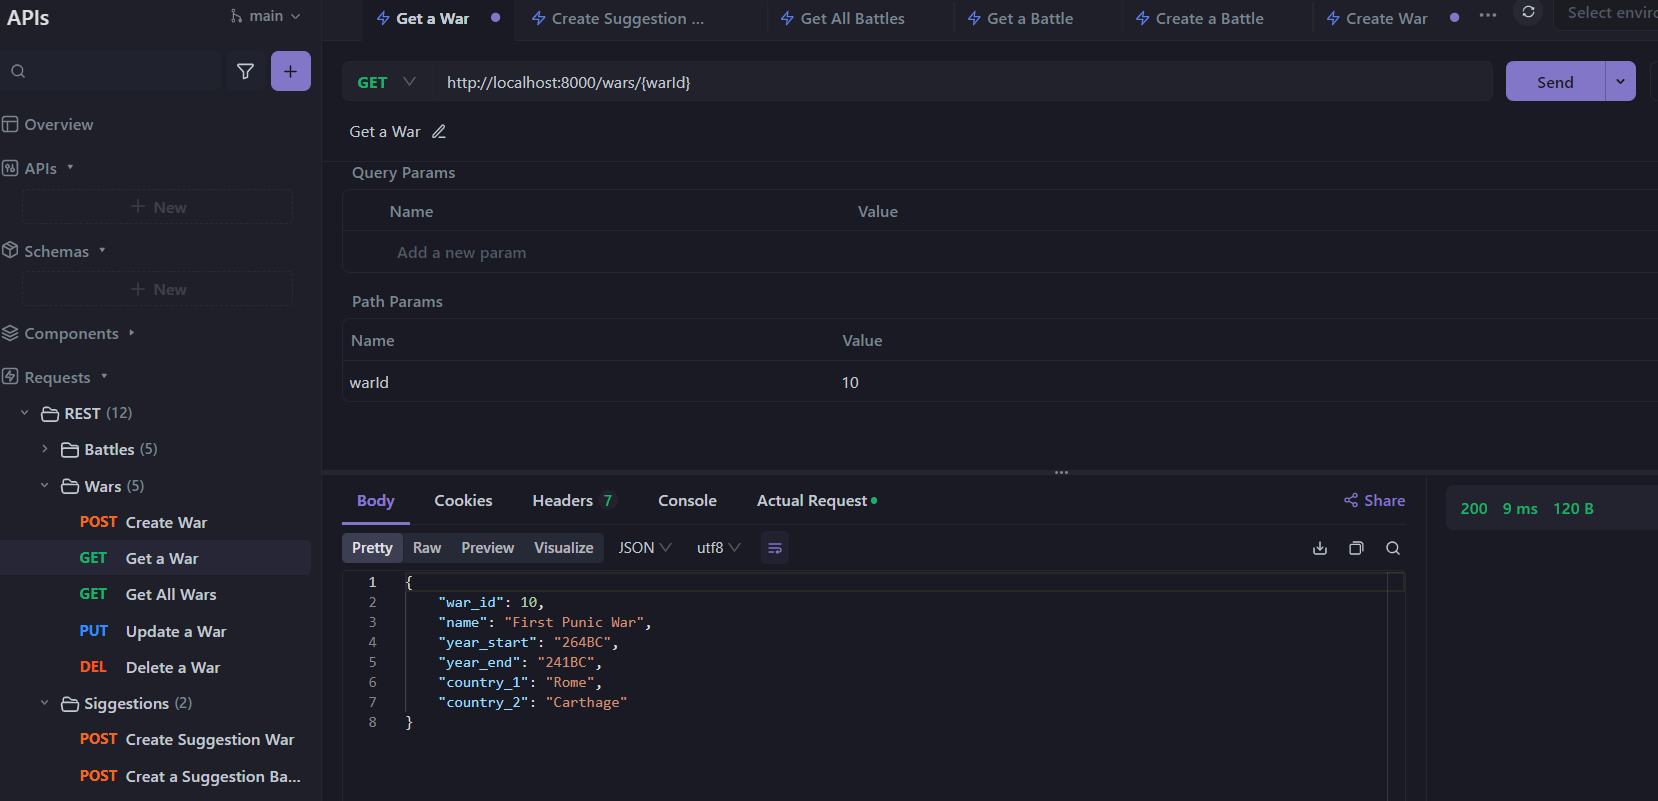 APIs
main
Get a War
Create Suggestion ...
Get All Battles
Get a Battle
Create a Battle
Create War
Select enviro
GET
http://localhost:8000/wars/{warId}
Send
Get a War
Overview
APIs
New
Schemas
New
Components
Requests
REST (12)
Battles (5)
Wars (5)
POST Create War
GET Get a War
GET Get All Wars
PUT Update a War
DEL Delete a War
Siggestions (2)
POST Create Suggestion War
POST Creat a Suggestion Ba...
Query Params
Name Value
Add a new param
Path Params
Name Value
warId 10
Body Cookies Headers 7 Console Actual Request
Share
200 9 ms 120 B
Pretty Raw Preview Visualize JSON utf8
1 {
2 "war_id": 10,
3 "name": "First Punic War",
4 "year_start": "264BC",
5 "year_end": "241BC",
6 "country_1": "Rome",
7 "country_2": "Carthage"
8 }